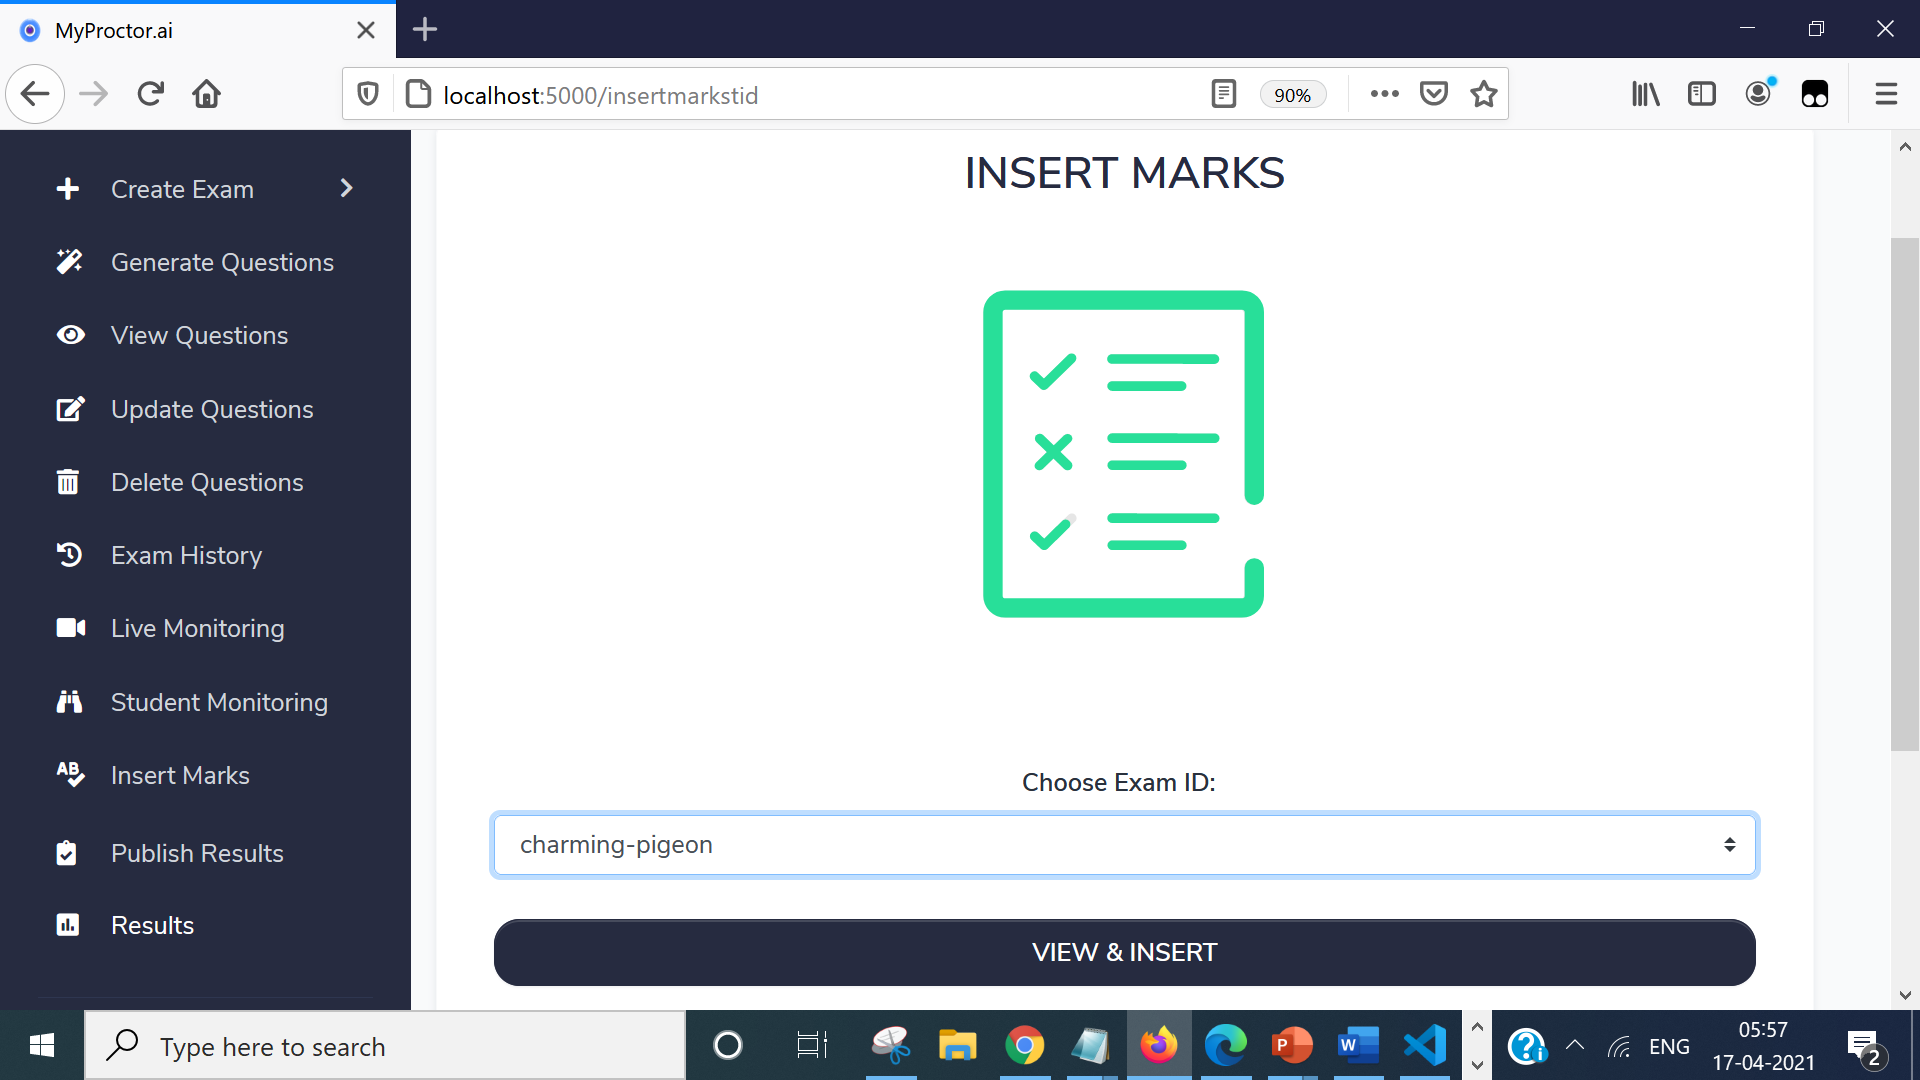 MyProctor.ai
localhost:5000/insertmarkstid
90%
Create Exam
Generate Questions
View Questions
Update Questions
Delete Questions
Exam History
Live Monitoring
Student Monitoring
AB
Insert Marks
Publish Results
Results
INSERT MARKS
Choose Exam ID:
charming-pigeon
VIEW & INSERT
Type here to search
P
W
?
i
ENG
05:57
17-04-2021
2